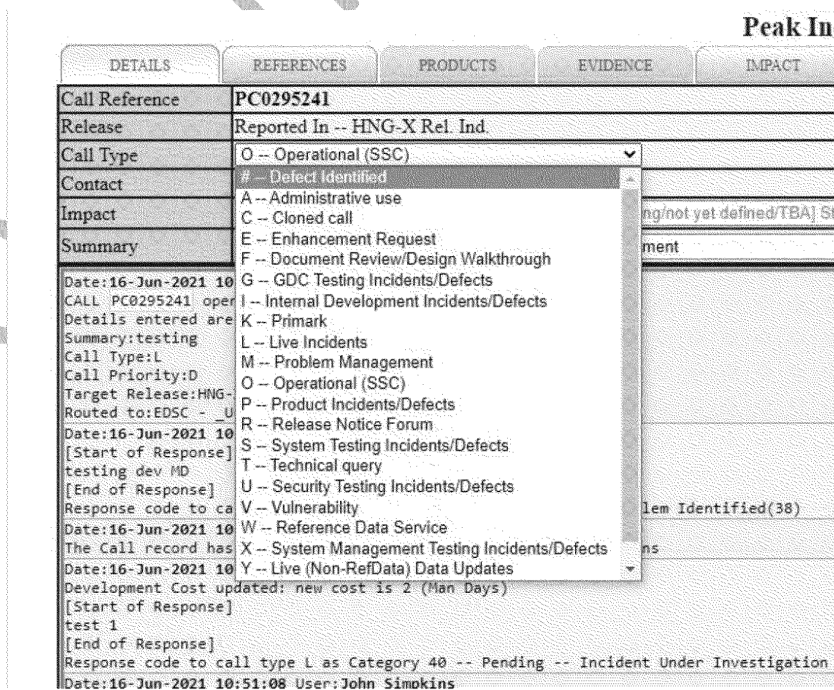 Peak In
DETAILS REFERENCES PRODUCTS EVIDENCE IMPACT
Call Reference PC0295241
Release Reported In -- HNG-X Rel. Ind.
Call Type O -- Operational (SSC)
Contact # -- Defect Identified
A -- Administrative use
Impact C -- Cloned call ng/not yet defined/TBA] St
E -- Enhancement Request
Summary F -- Document Review/Design Walkthrough ment
G -- GDC Testing Incidents/Defects
I -- Internal Development Incidents/Defects
K -- Primark
L -- Live Incidents
M -- Problem Management
O -- Operational (SSC)
P -- Product Incidents/Defects
R -- Release Notice Forum
S -- System Testing Incidents/Defects
T -- Technical query
U -- Security Testing Incidents/Defects
V -- Vulnerability
W -- Reference Data Service
X -- System Management Testing Incidents/Defects
Y -- Live (Non-RefData) Data Updates
Date:16-Jun-2021 10
CALL PC0295241 oper
Details entered are
Summary:testing
Call Type:L
Call Priority:D
Target Release:HNG-
Routed to:EDSC - _U
Date:16-Jun-2021 10
[Start of Response]
testing dev MD
[End of Response]
Response code to ca lem Identified(38)
Date:16-Jun-2021 10
The Call record has ns
Date:16-Jun-2021 10
Development Cost updated: new cost is 2 (Man Days)
[Start of Response]
test 1
[End of Response]
Response code to call type L as Category 40 -- Pending -- Incident Under Investigation
Date:16-Jun-2021 10:51:08 User:John Simpkins